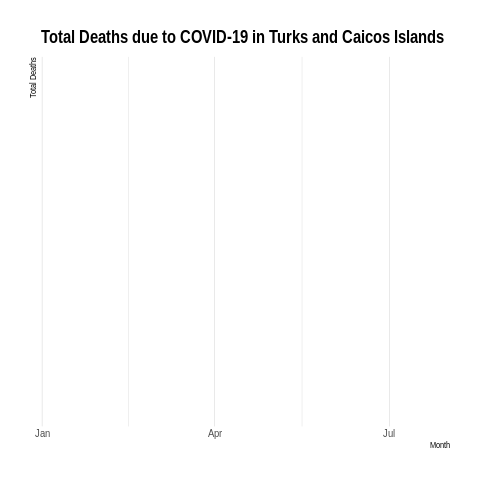 Total Deaths due to COVID-19 in Turks and Caicos Islands
Total Deaths
Jan
Apr
Jul
Month